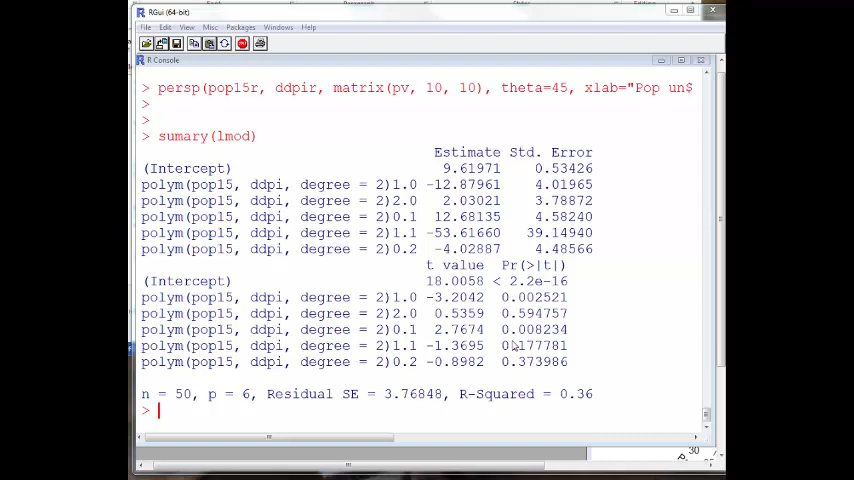 RGui (64-bit)
File Edit View Misc Packages Windows Help
R Console
> persp(pop15r, ddpir, matrix(pv, 10, 10), theta=45, xlab="Pop un$
>
>
> sumary(lmod)
Estimate Std. Error
(Intercept) 9.61971 0.53426
polym(pop15, ddpi, degree = 2)1.0 -12.87961 4.01965
polym(pop15, ddpi, degree = 2)2.0 2.03021 3.78872
polym(pop15, ddpi, degree = 2)0.1 12.68135 4.58240
polym(pop15, ddpi, degree = 2)1.1 -53.61660 39.14940
polym(pop15, ddpi, degree = 2)0.2 -4.02887 4.48566
t value Pr(>|t|)
(Intercept) 18.0058 < 2.2e-16
polym(pop15, ddpi, degree = 2)1.0 -3.2042 0.002521
polym(pop15, ddpi, degree = 2)2.0 0.5359 0.594757
polym(pop15, ddpi, degree = 2)0.1 2.7674 0.008234
polym(pop15, ddpi, degree = 2)1.1 -1.3695 0.177781
polym(pop15, ddpi, degree = 2)0.2 -0.8982 0.373986
n = 50, p = 6, Residual SE = 3.76848, R-Squared = 0.36
>
30